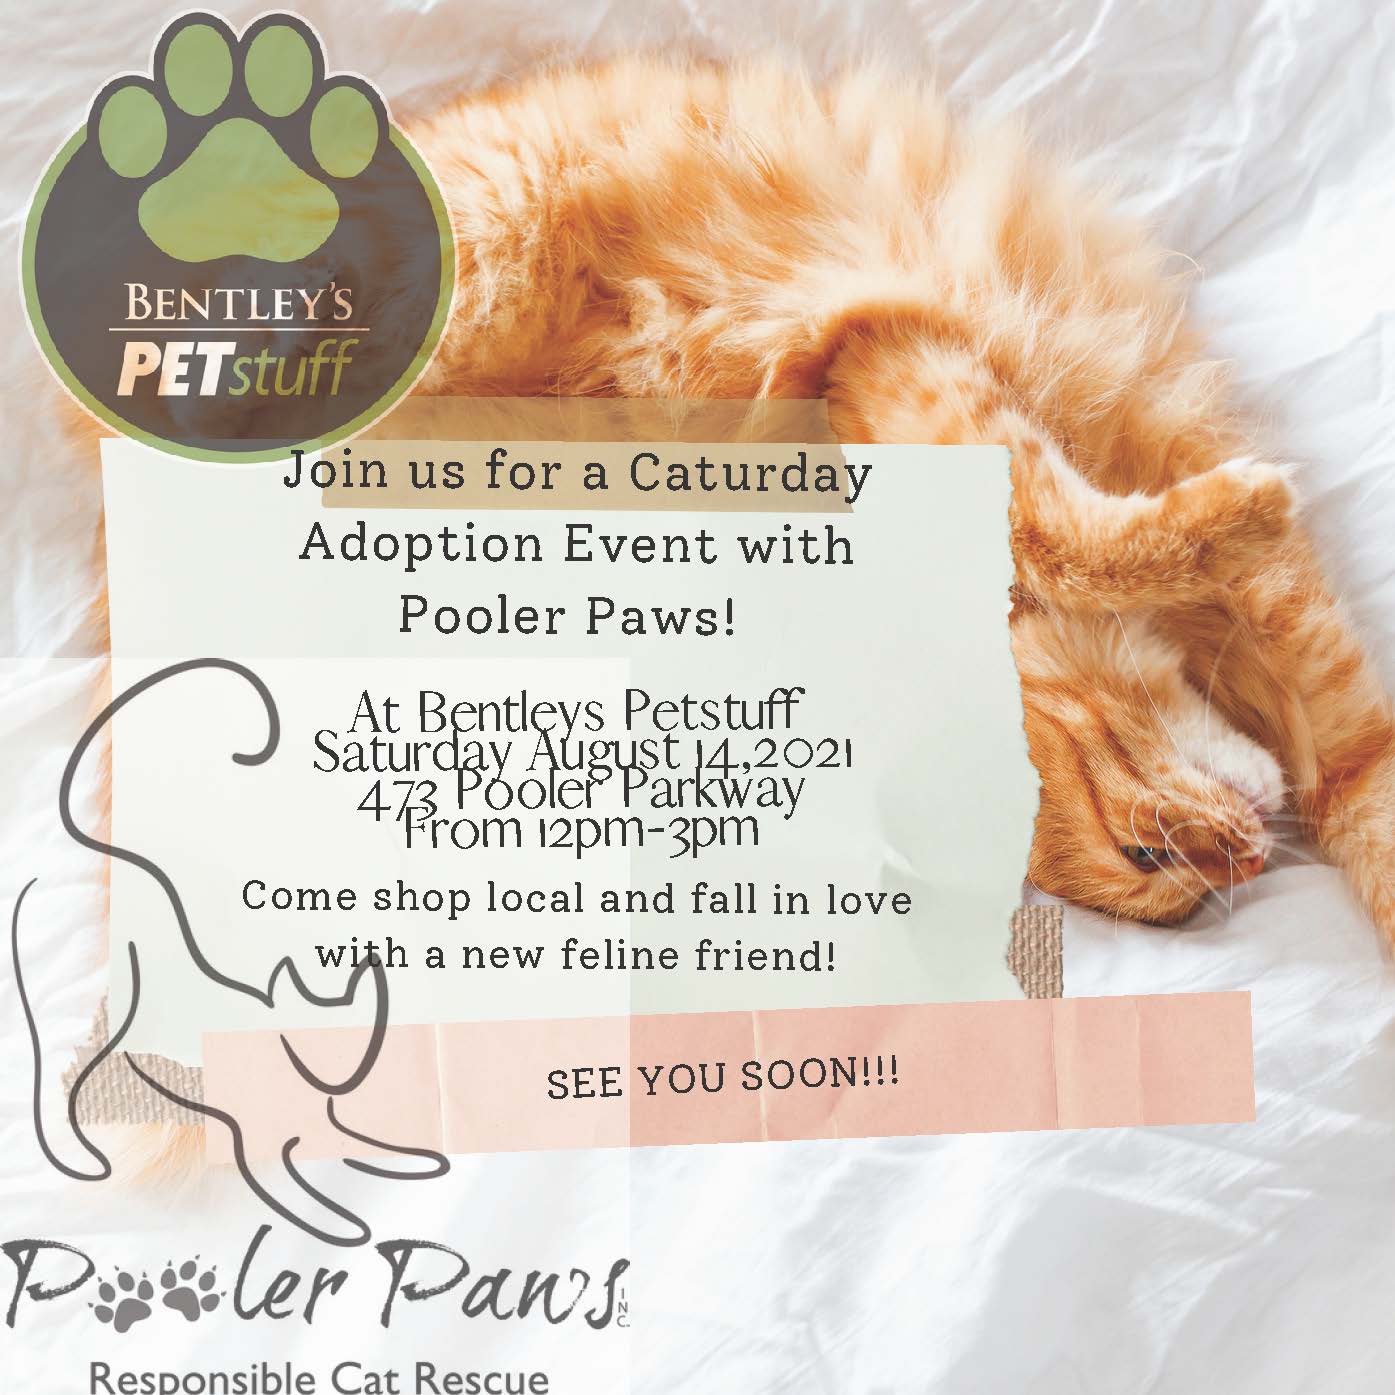 BENTLEY'S
PETstuff
Join us for a Caturday
Adoption Event with
Pooler Paws!
At Bentleys Petstuff
Saturday August 14,2021
473 Pooler Parkway
From 12pm-3pm
Come shop local and fall in love
with a new feline friend!
SEE YOU SOON!!!
Pooler Paws INC.
Responsible Cat Rescue